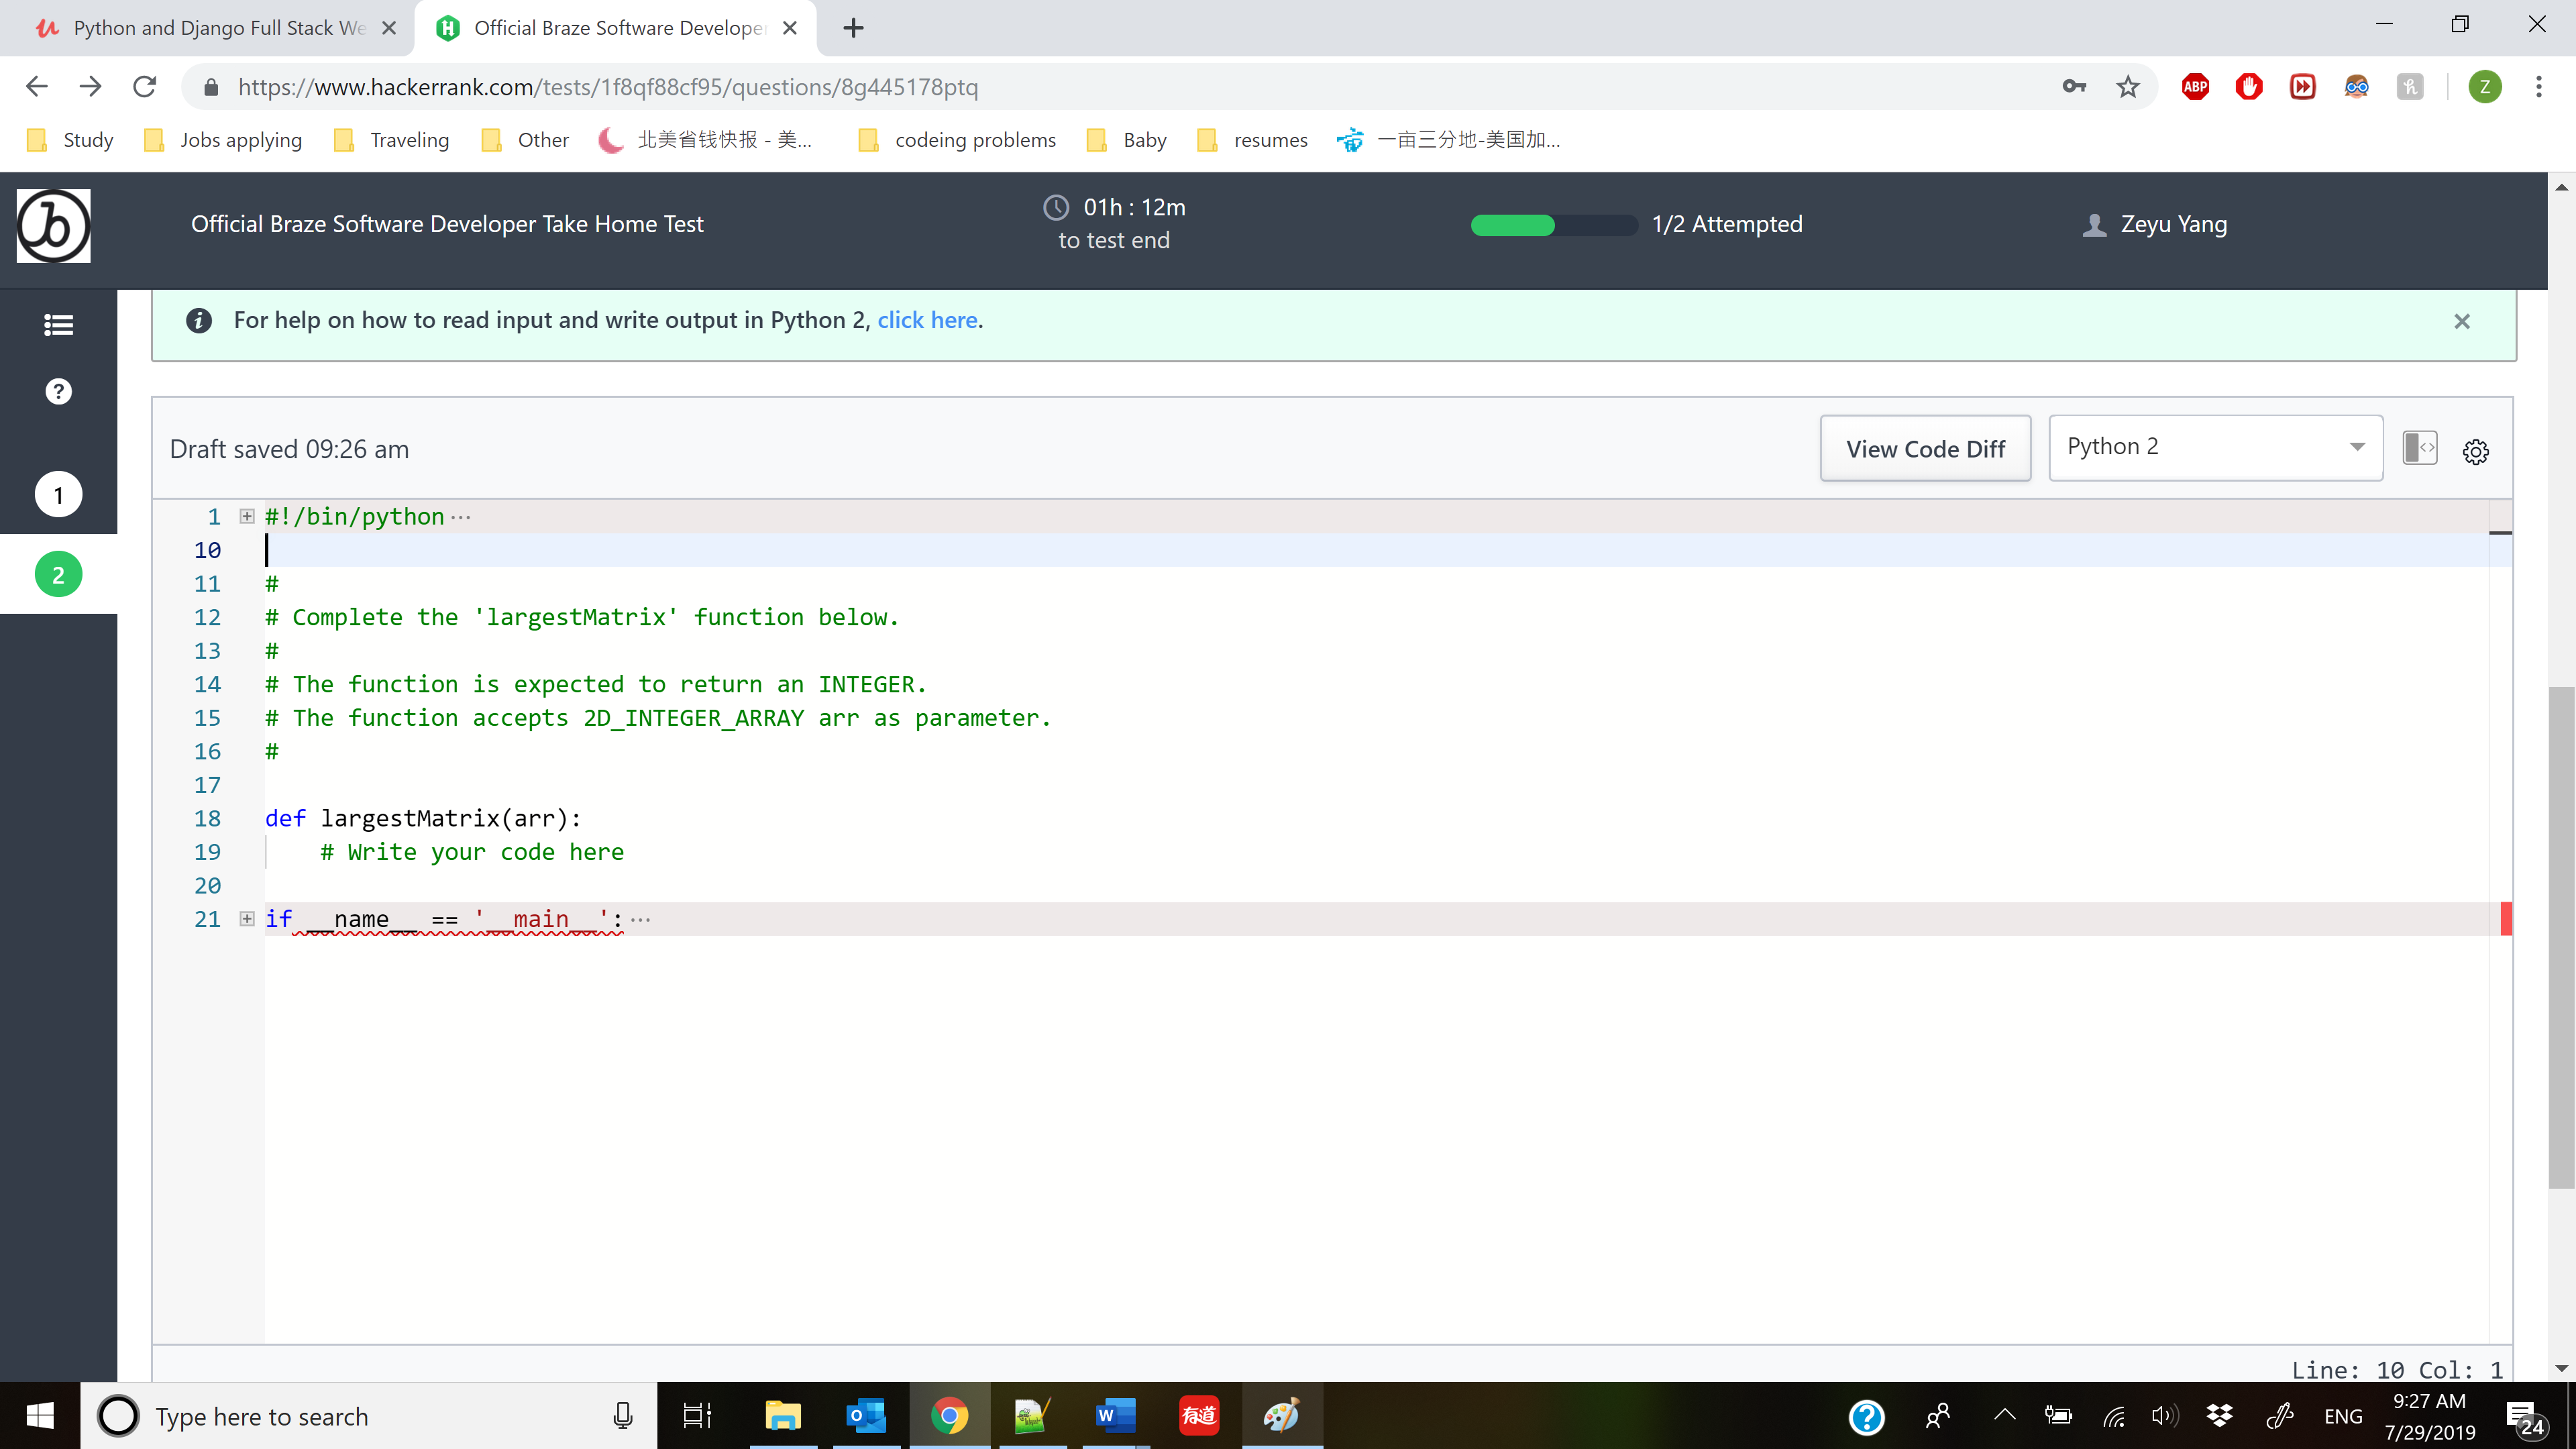 Python and Django Full Stack We
Official Braze Software Developer
https://www.hackerrank.com/tests/1f8qf88cf95/questions/8g445178ptq
ABP
Z
Study
Jobs applying
Traveling
Other
北美省钱快报 - 美...
codeing problems
Baby
resumes
一亩三分地-美国加...
Official Braze Software Developer Take Home Test
01h : 12m
to test end
1/2 Attempted
Zeyu Yang
For help on how to read input and write output in Python 2, click here.
1
2
Draft saved 09:26 am
View Code Diff
Python 2
1 #!/bin/python···
10
11 #
12 # Complete the 'largestMatrix' function below.
13 #
14 # The function is expected to return an INTEGER.
15 # The function accepts 2D_INTEGER_ARRAY arr as parameter.
16 #
17
18 def largestMatrix(arr):
19 # Write your code here
20
21 if __name__ == '__main__':···
Line: 10 Col: 1
Type here to search
有道
ENG
9:27 AM
7/29/2019
24